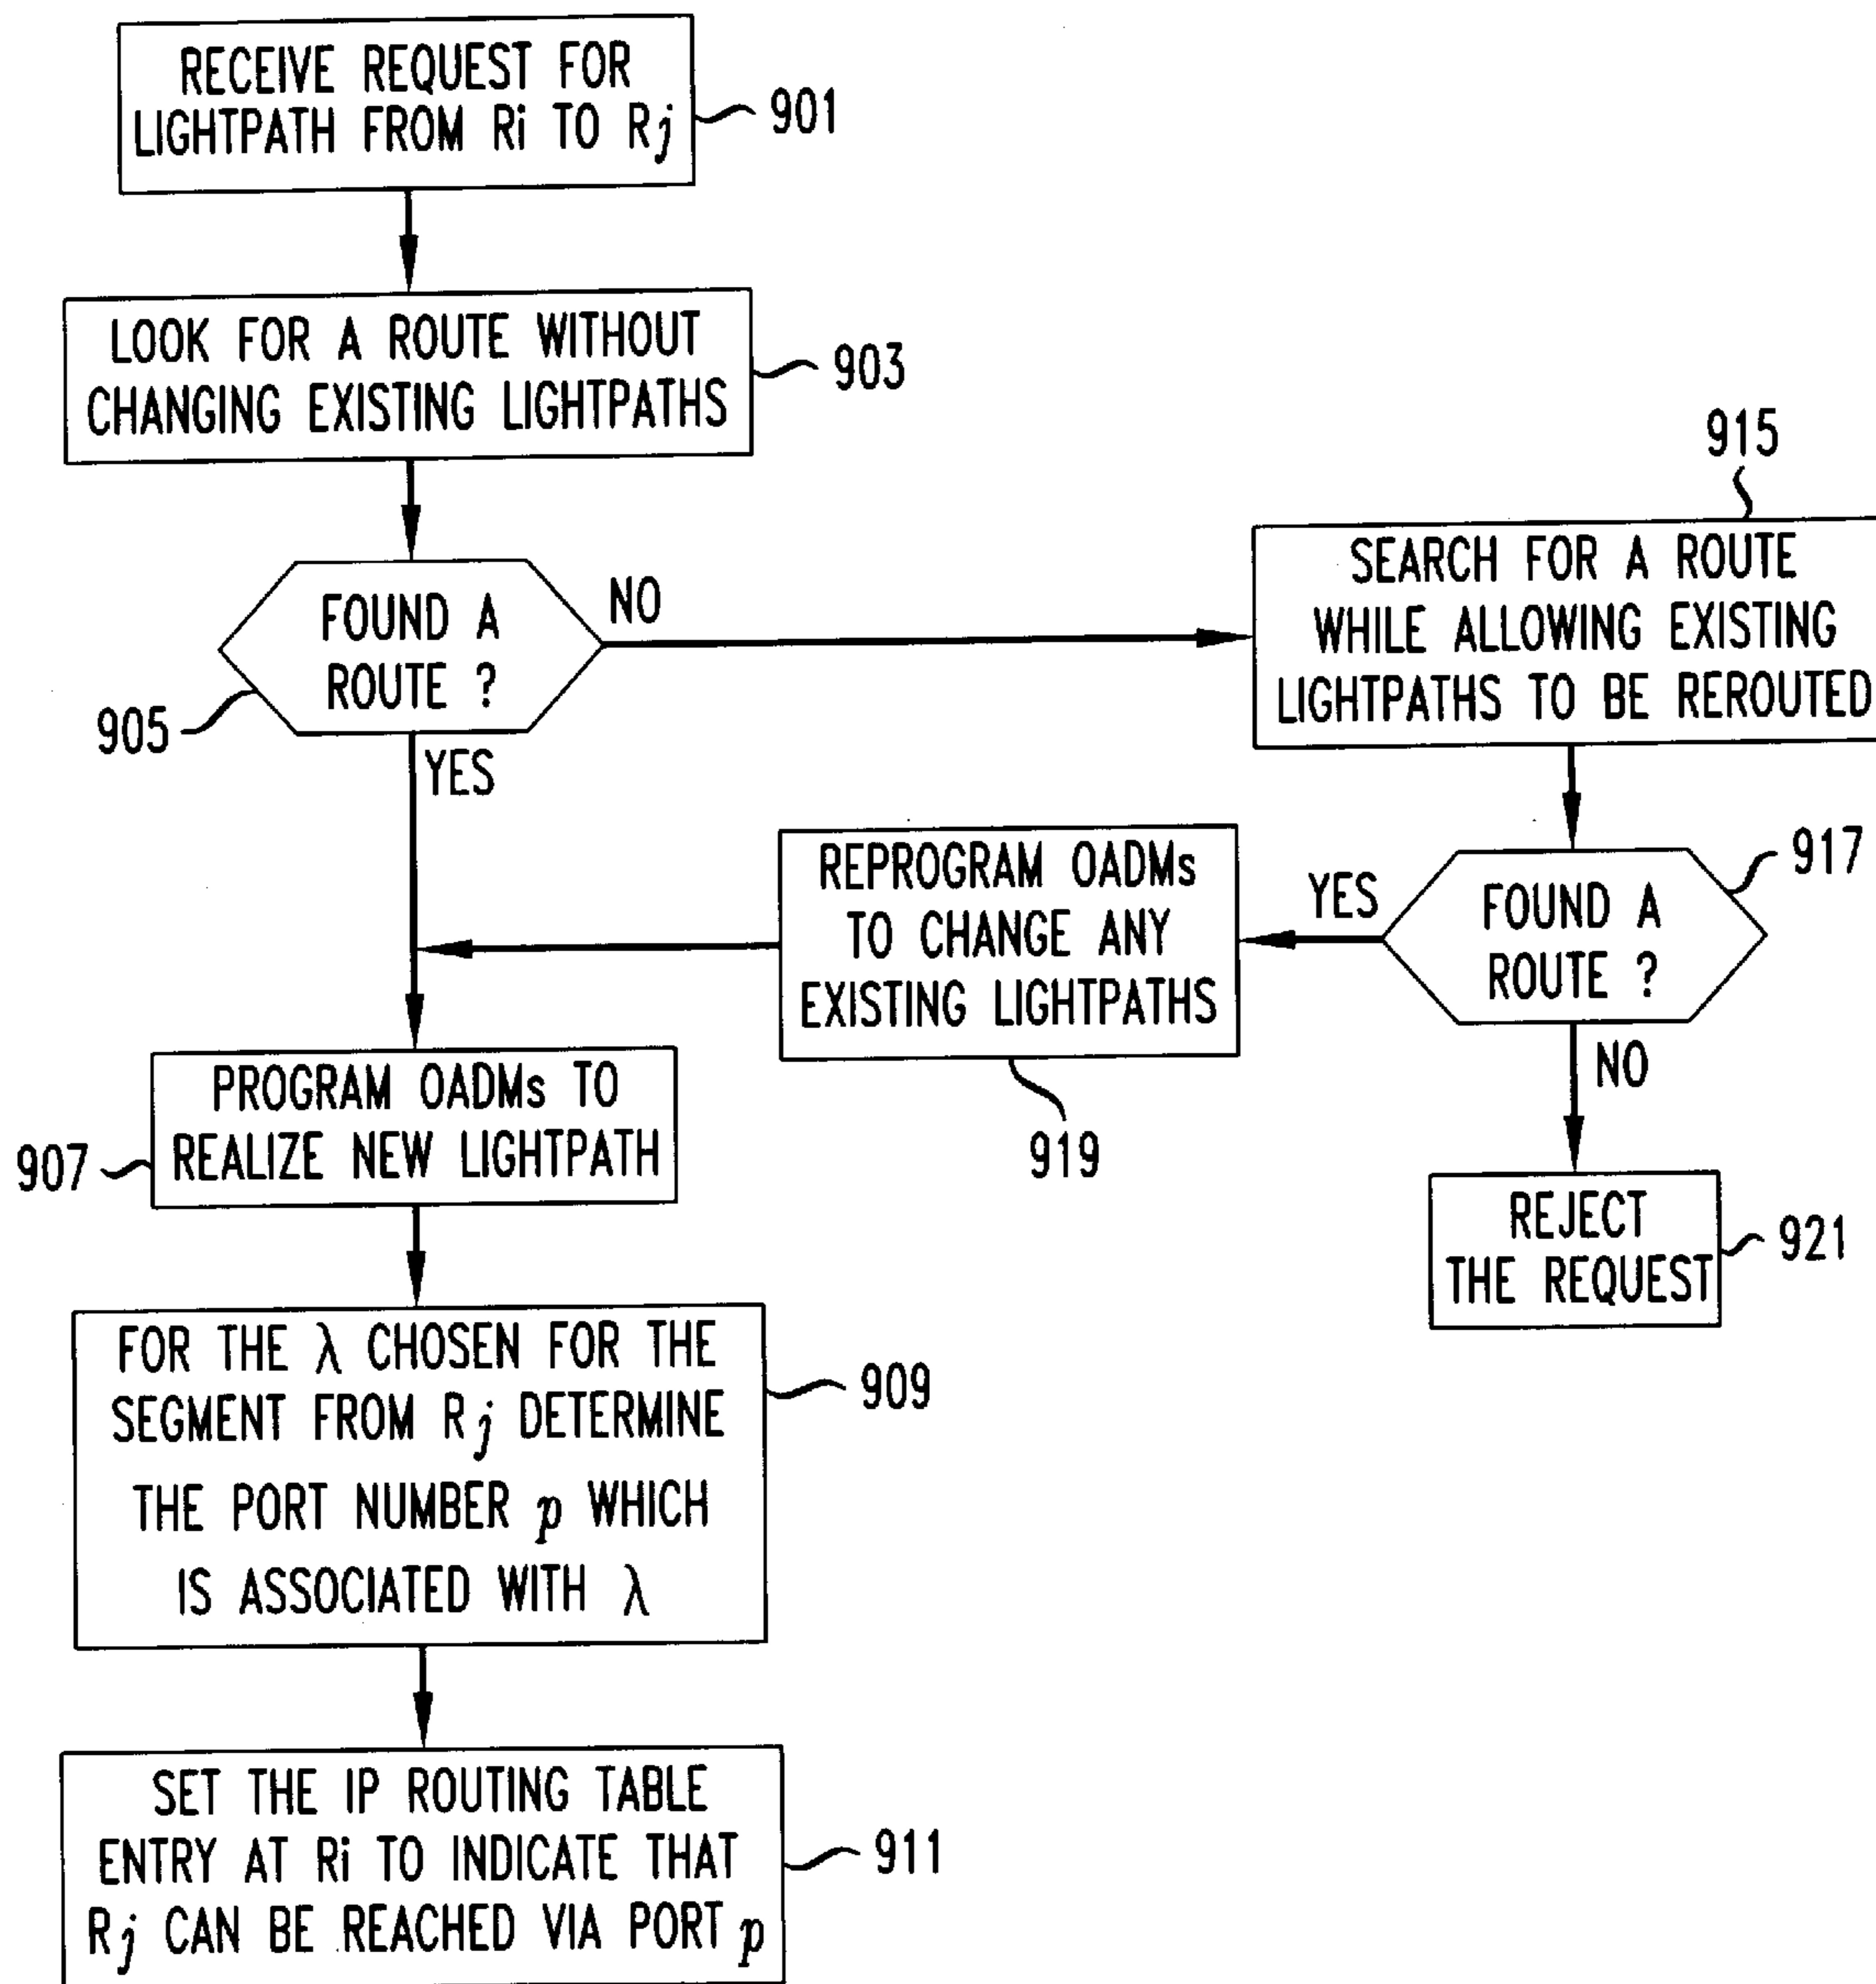 RECEIVE REQUEST FOR
LIGHTPATH FROM Ri TO Rj
901
LOOK FOR A ROUTE WITHOUT
CHANGING EXISTING LIGHTPATHS
903
FOUND A
ROUTE ?
905
NO
YES
915
SEARCH FOR A ROUTE
WHILE ALLOWING EXISTING
LIGHTPATHS TO BE REROUTED
FOUND A
ROUTE ?
917
YES
NO
REPROGRAM OADMs
TO CHANGE ANY
EXISTING LIGHTPATHS
919
REJECT
THE REQUEST
921
PROGRAM OADMs TO
REALIZE NEW LIGHTPATH
907
FOR THE λ CHOSEN FOR THE
SEGMENT FROM Rj DETERMINE
THE PORT NUMBER p WHICH
IS ASSOCIATED WITH λ
909
SET THE IP ROUTING TABLE
ENTRY AT Ri TO INDICATE THAT
Rj CAN BE REACHED VIA PORT p
911